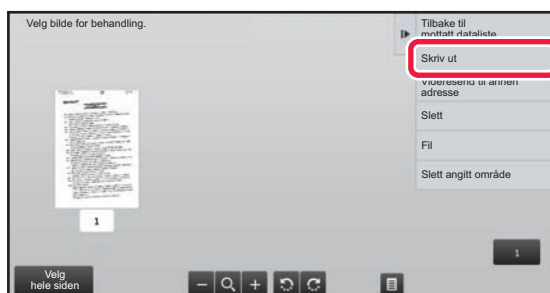 Velg bilde for behandling.
Tilbake til
mottatt dataliste
Skriv ut
Videresend til annen
adresse
Slett
Fil
Slett angitt område
1
1
Velg
hele siden